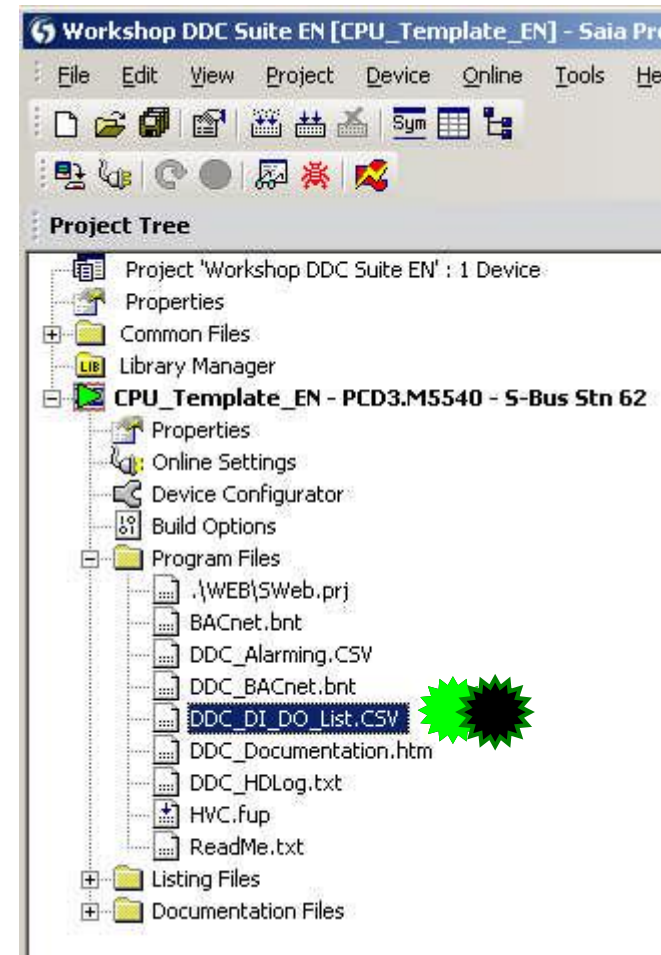 Workshop DDC Suite EN [CPU_Template_EN] - Saia Pro
File Edit View Project Device Online Tools He
Sym
Project Tree
Project 'Workshop DDC Suite EN' : 1 Device
Properties
Common Files
LIB Library Manager
CPU_Template_EN - PCD3.M5540 - S-Bus Stn 62
Properties
Online Settings
Device Configurator
Build Options
Program Files
.\WEB\SWeb.prj
BACnet.bnt
DDC_Alarming.CSV
DDC_BACnet.bnt
DDC_DI_DO_List.CSV
DDC_Documentation.htm
DDC_HDLog.txt
HVC.fup
ReadMe.txt
Listing Files
Documentation Files